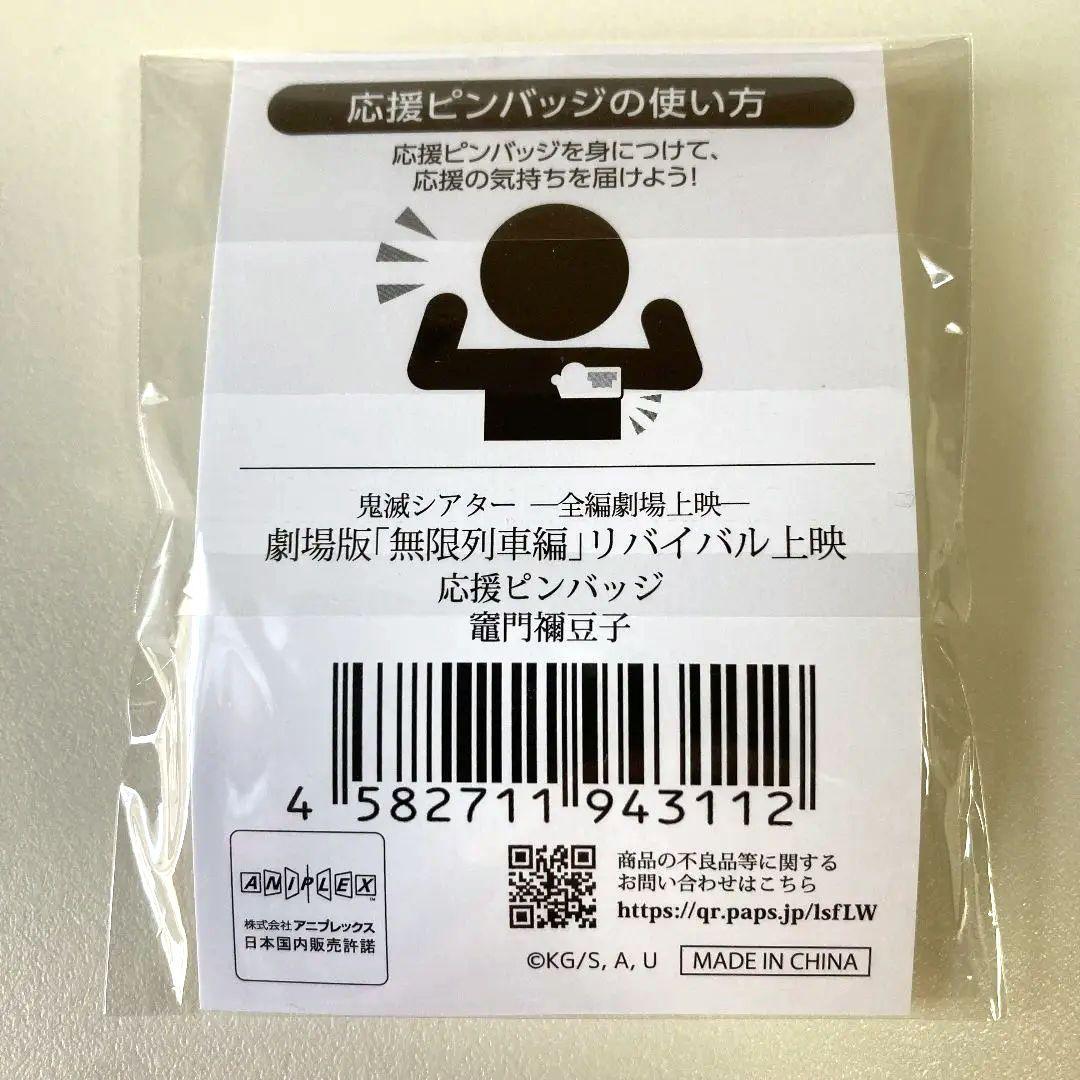 応援ピンバッジの使い方
応援ピンバッジを身につけて、
応援の気持ちを届けよう!
鬼滅シアター ―全編劇場上映―
劇場版「無限列車編」リバイバル上映
応援ピンバッジ
竈門禰豆子
4 582711 943112
ANIPLEX
株式会社アニプレックス
日本国内販売許諾
商品の不良品等に関する
お問い合わせはこちら
https://qr.paps.jp/lsfLW
©KG/S, A, U
MADE IN CHINA